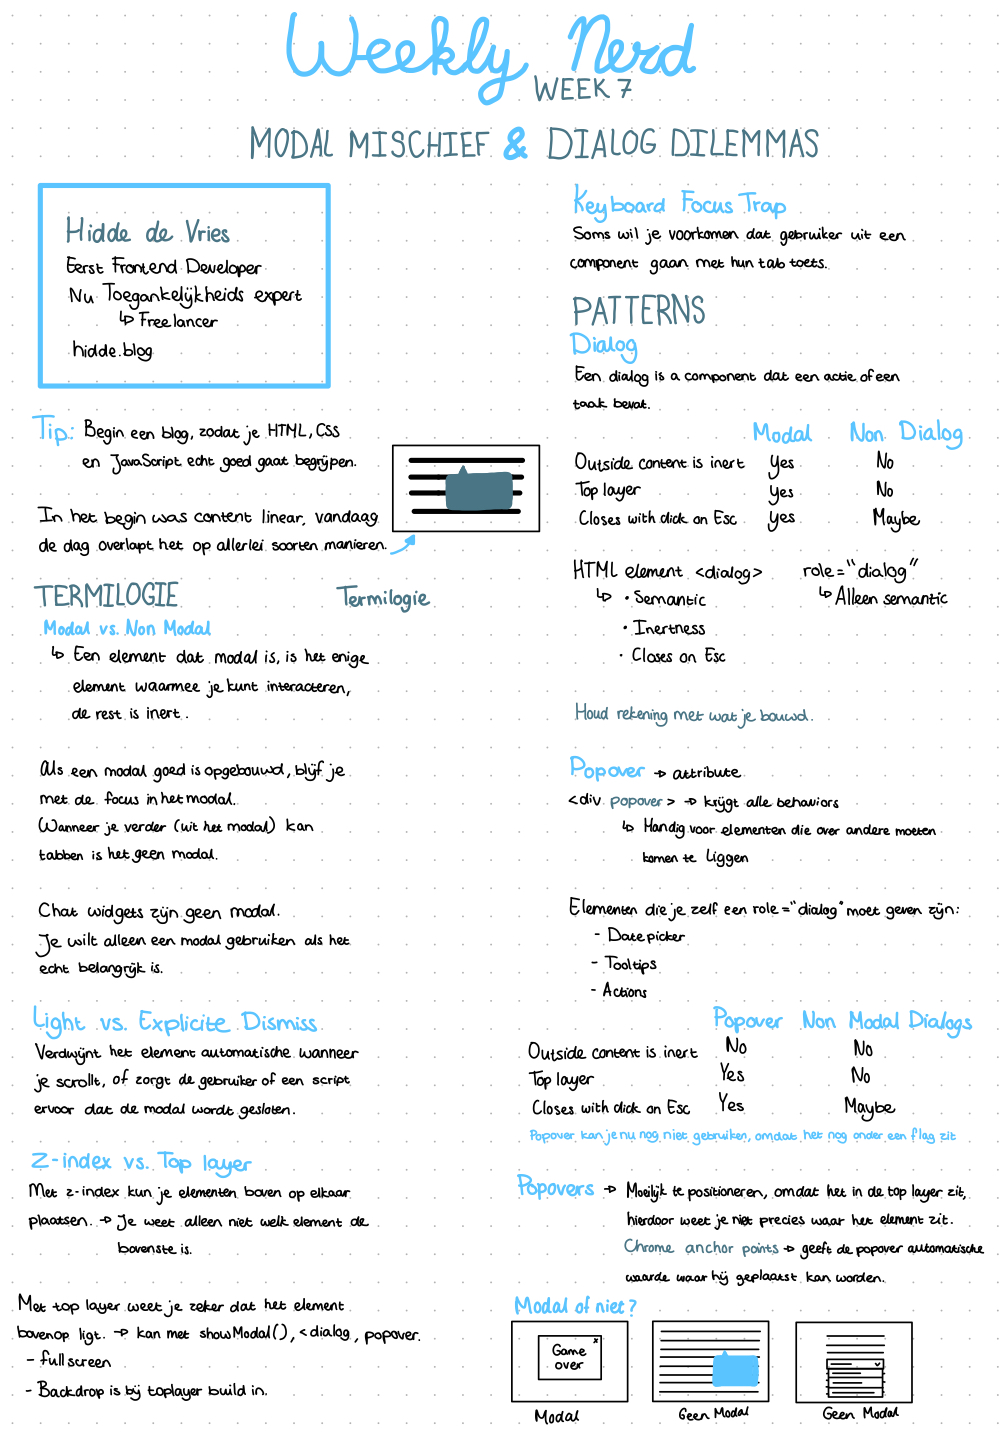 Weekly Nerd
WEEK 7
MODAL MISCHIEF & DIALOG DILEMMAS
Hidde de Vries
Eerst Frontend Developer
Nu Toegankelijkheids expert
↳ Freelancer
hidde.blog
Tip: Begin een blog, zodat je HTML, CSS
en JavaScript echt goed gaat begrijpen.
In het begin was content linear, vandaag
de dag overlapt het op allerlei soorten manieren.
TERMILOGIE
Termilogie
Modal vs. Non Modal
↳ Een element dat modal is, is het enige
element waarmee je kunt interacteren,
de rest is inert.
Als een modal goed is opgebouwd, blijf je
met de focus in het modal.
Wanneer je verder (uit het modal) kan
tabben is het geen modal.
Chat widgets zijn geen modal.
Je wilt alleen een modal gebruiken als het
echt belangrijk is.
Light vs. Explicite Dismiss
Verdwijnt het element automatische wanneer
je scrollt, of zorgt de gebruiker of een script
ervoor dat de modal wordt gesloten.
Z-index vs. Top layer
Met z-index kun je elementen boven op elkaar
plaatsen. → Je weet alleen niet welk element de
bovenste is.
Met top layer weet je zeker dat het element
bovenop ligt. → kan met showModal(), <dialog, popover.
- full screen
- Backdrop is bij toplayer build in.
Keyboard Focus Trap
Soms wil je voorkomen dat gebruiker uit een
component gaan met hun tab toets.
PATTERNS
Dialog
Een dialog is a component dat een actie of een
taak bevat.
Modal Non Dialog
Outside content is inert Yes No
Top layer Yes No
Closes with click on Esc Yes Maybe
HTML element <dialog> role="dialog"
↳ • Semantic ↳ Alleen semantic
• Inertness
• Closes on Esc
Houd rekening met wat je bouwd.
Popover → attribute
<div popover> → krijgt alle behaviors
↳ Handig voor elementen die over andere moeten
komen te liggen
Elementen die je zelf een role="dialog" moet geven zijn:
- Datepicker
- Tooltips
- Actions
Popover Non Modal Dialogs
Outside content is inert No No
Top layer Yes No
Closes with click on Esc Yes Maybe
Popover kan je nu nog niet gebruiken, omdat het nog onder een flag zit
Popovers → Moeilijk te positioneren, omdat het in de top layer zit,
hierdoor weet je niet precies waar het element zit.
Chrome anchor points → geeft de popover automatische
waarde waar hij geplaatst kan worden.
Modal of niet?
x
Game
over
Modal
Geen Modal
Geen Modal